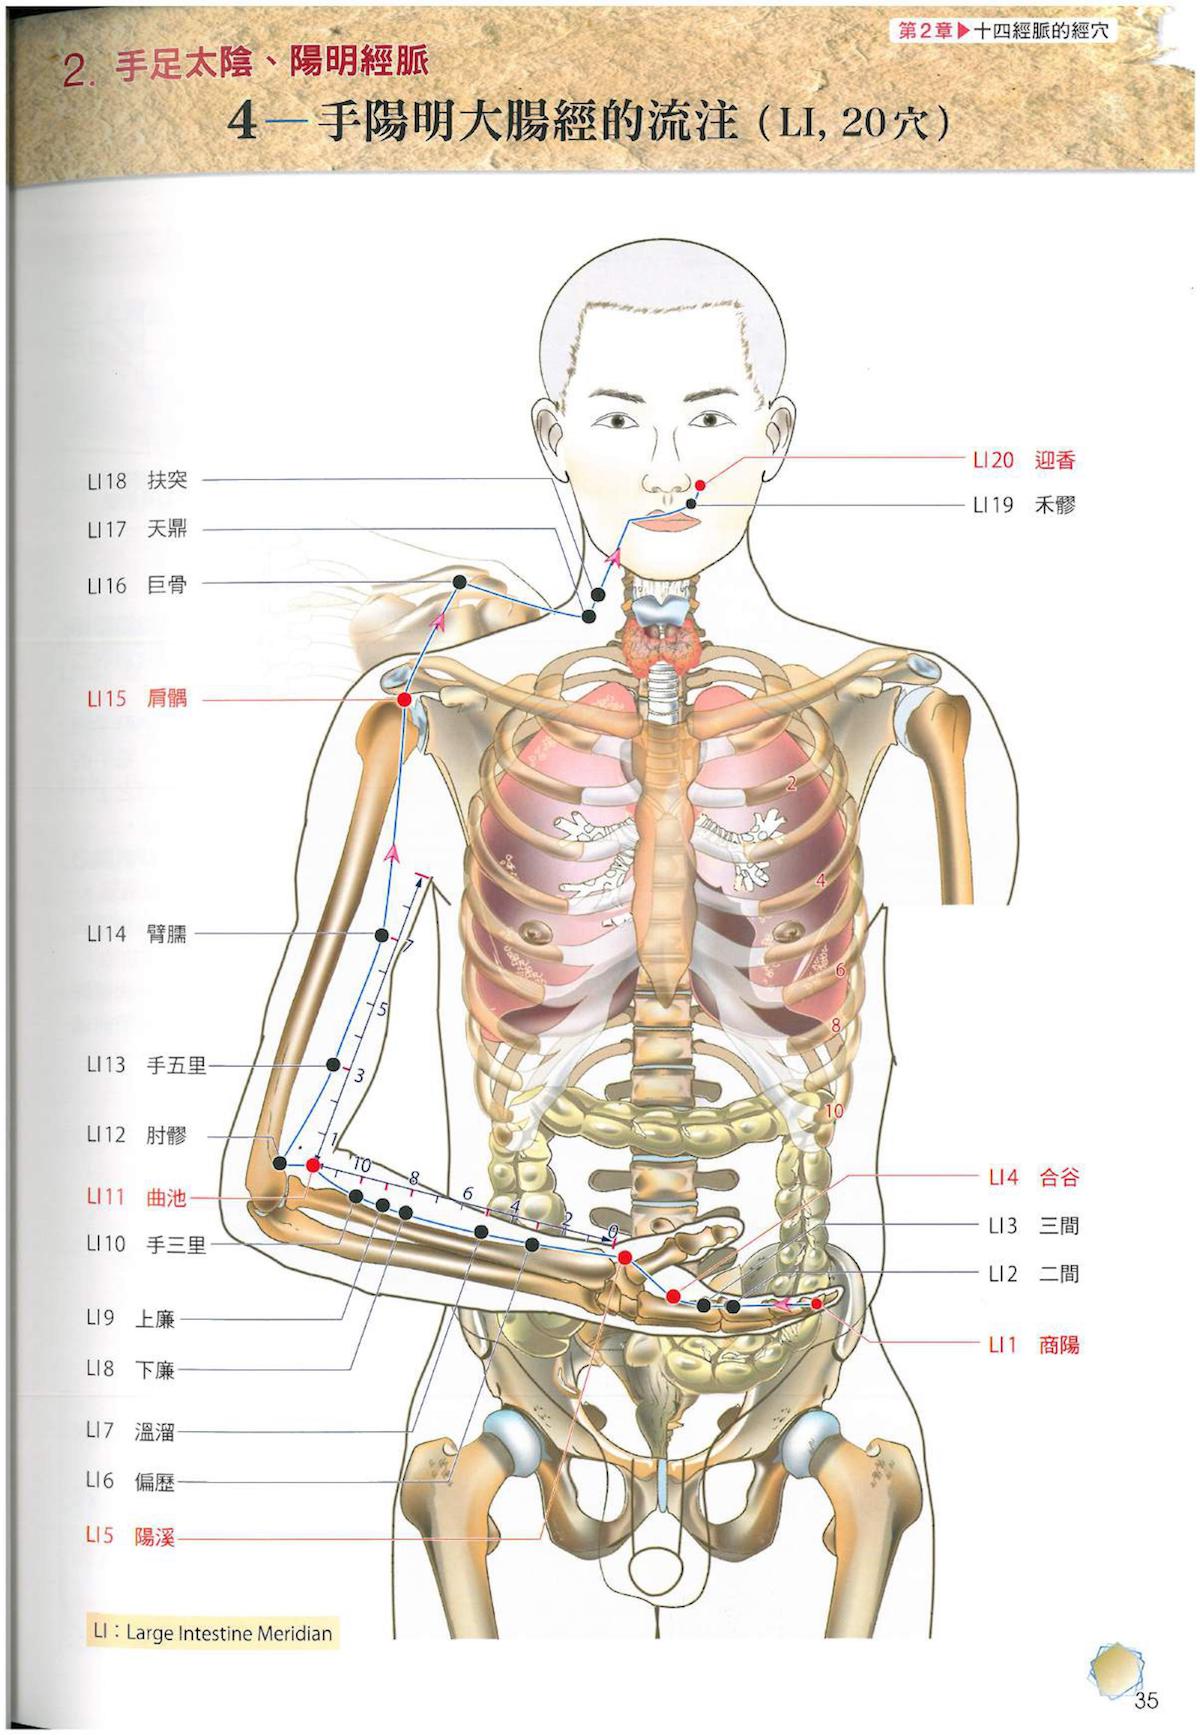 第2章▶十四經脈的經穴
2. 手足太陰、陽明經脈
4—手陽明大腸經的流注 (LI, 20穴)
LI20 迎香
LI19 禾髎
LI18 扶突
LI17 天鼎
LI16 巨骨
LI15 肩髃
LI14 臂臑
LI13 手五里
LI12 肘髎
LI11 曲池
LI10 手三里
LI9 上廉
LI8 下廉
LI7 溫溜
LI6 偏歷
LI5 陽溪
LI4 合谷
LI3 三間
LI2 二間
LI1 商陽
2
4
6
8
10
7
5
3
1
10
8
6
4
2
0
LI：Large Intestine Meridian
35